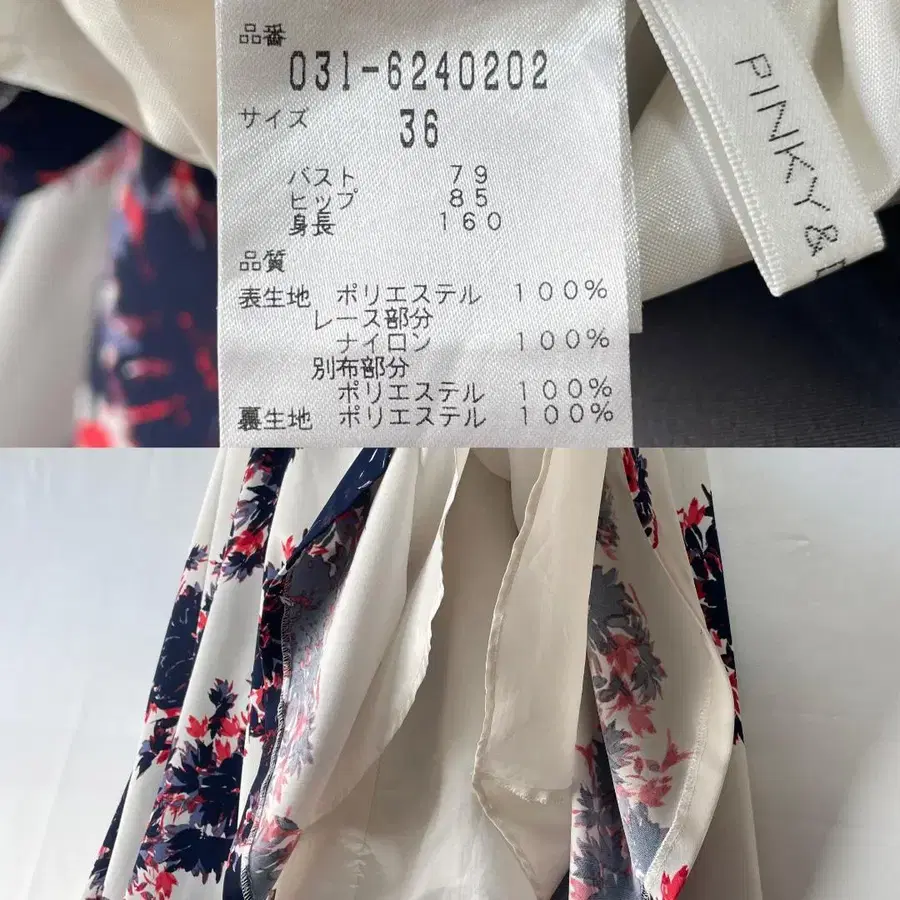 品番
031-6240202
サイズ 36
バスト 79
ヒップ 85
身長 160
品質
表生地 ポリエステル 100%
レース部分
ナイロン 100%
別布部分
ポリエステル 100%
裏生地 ポリエステル 100%
PINKY&